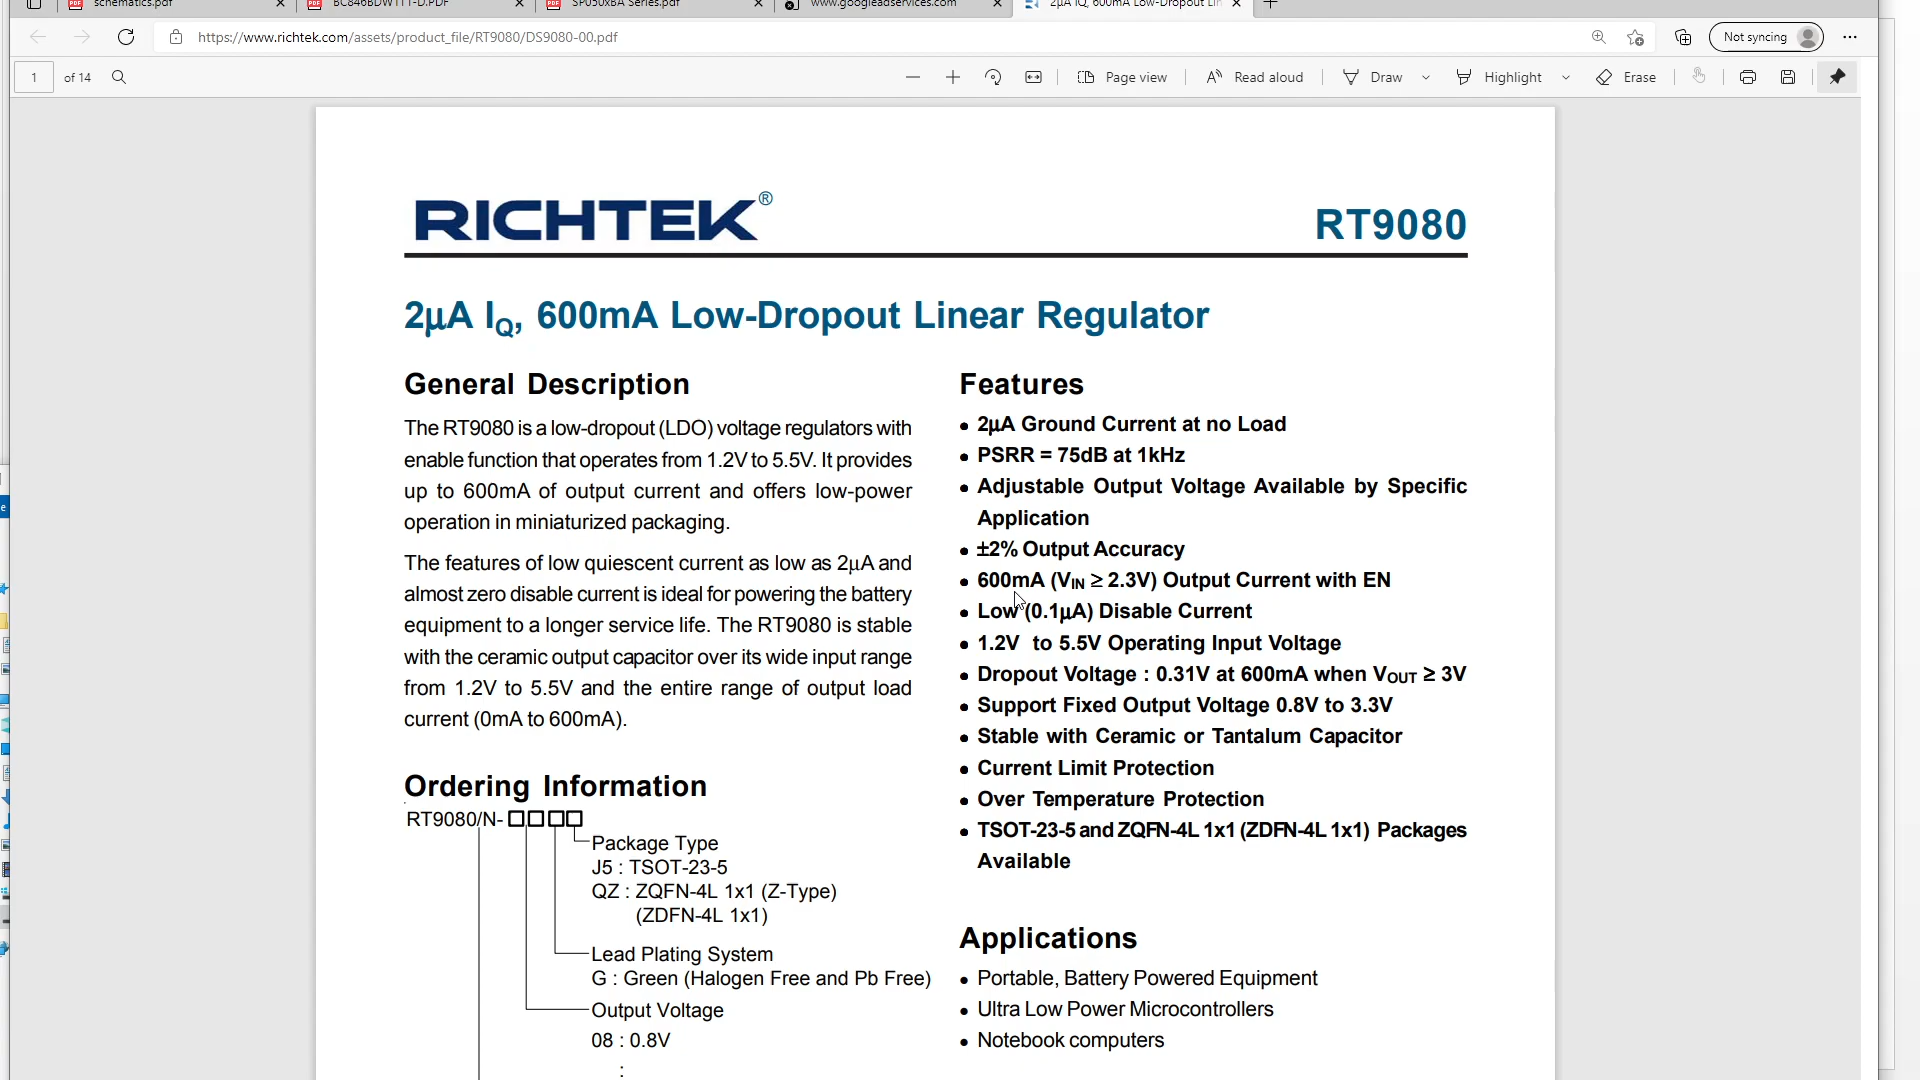 schematics.pdf
BC846BDW1T1-D.PDF
SP050xBA Series.pdf
www.googleadservices.com
2µA IQ, 600mA Low-Dropout Lin
https://www.richtek.com/assets/product_file/RT9080/DS9080-00.pdf
Not syncing
1 of 14
Page view
Read aloud
Draw
Highlight
Erase
RICHTEK®
RT9080
2µA IQ, 600mA Low-Dropout Linear Regulator
General Description
The RT9080 is a low-dropout (LDO) voltage regulators with
enable function that operates from 1.2V to 5.5V. It provides
up to 600mA of output current and offers low-power
operation in miniaturized packaging.
The features of low quiescent current as low as 2µA and
almost zero disable current is ideal for powering the battery
equipment to a longer service life. The RT9080 is stable
with the ceramic output capacitor over its wide input range
from 1.2V to 5.5V and the entire range of output load
current (0mA to 600mA).
Ordering Information
RT9080/N-
Package Type
J5 : TSOT-23-5
QZ : ZQFN-4L 1x1 (Z-Type)
(ZDFN-4L 1x1)
Lead Plating System
G : Green (Halogen Free and Pb Free)
Output Voltage
08 : 0.8V
:
Features
• 2µA Ground Current at no Load
• PSRR = 75dB at 1kHz
• Adjustable Output Voltage Available by Specific
Application
• ±2% Output Accuracy
• 600mA (VIN ≥ 2.3V) Output Current with EN
• Low (0.1µA) Disable Current
• 1.2V to 5.5V Operating Input Voltage
• Dropout Voltage : 0.31V at 600mA when VOUT ≥ 3V
• Support Fixed Output Voltage 0.8V to 3.3V
• Stable with Ceramic or Tantalum Capacitor
• Current Limit Protection
• Over Temperature Protection
• TSOT-23-5 and ZQFN-4L 1x1 (ZDFN-4L 1x1) Packages
Available
Applications
• Portable, Battery Powered Equipment
• Ultra Low Power Microcontrollers
• Notebook computers